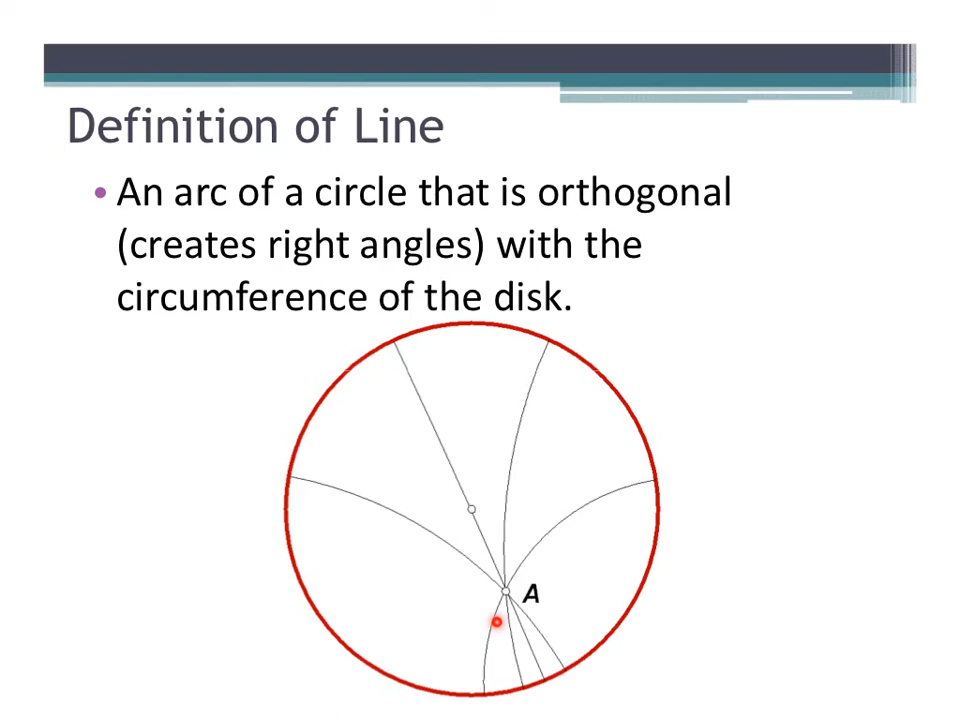 Definition of Line
• An arc of a circle that is orthogonal
(creates right angles) with the
circumference of the disk.
A